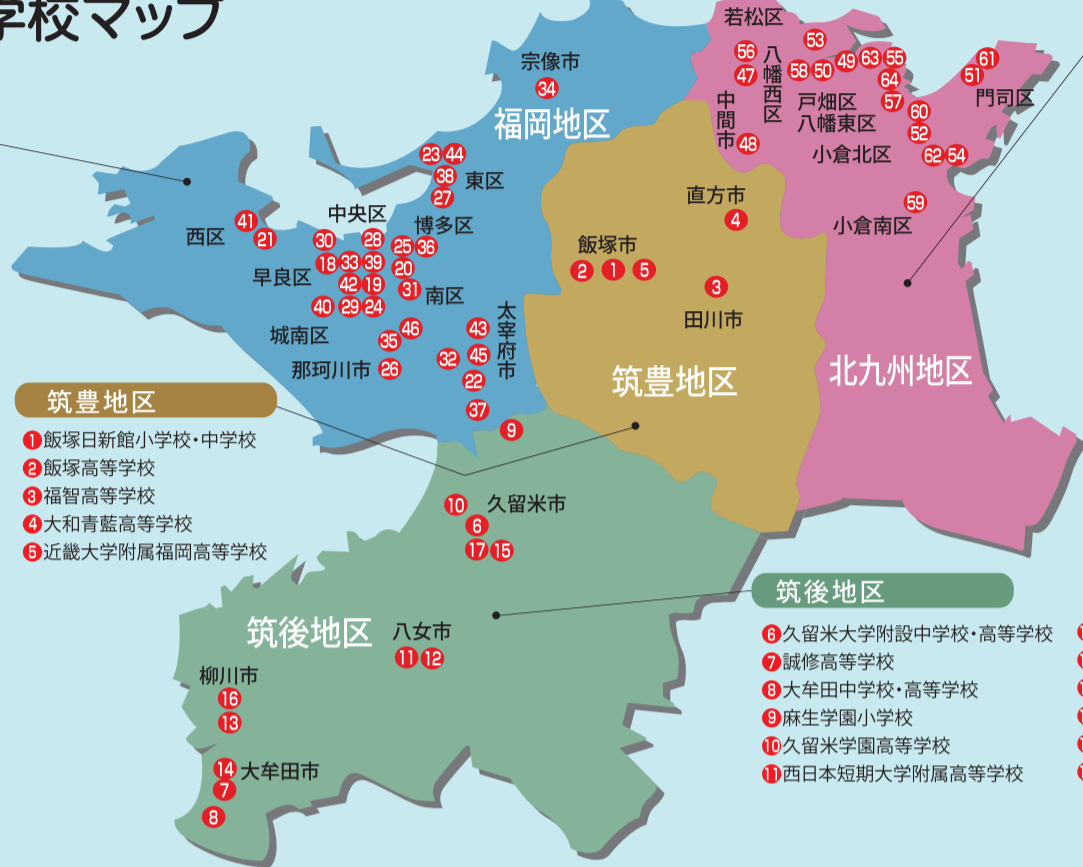 学校マップ
若松区
56
53
八幡西区
47
58
50
49
63
55
64
57
61
51
門司区
戸畑区
八幡東区
60
52
中間市
48
小倉北区
62
54
59
小倉南区
北九州地区
宗像市
34
福岡地区
23
44
38
東区
27
中央区
博多区
西区
41
21
30
28
25
36
早良区
18
33
39
20
42
19
31
南区
40
29
24
城南区
46
35
那珂川市
26
43
太宰府市
32
45
22
37
9
直方市
4
飯塚市
2
1
5
3
田川市
筑豊地区
筑豊地区
1飯塚日新館小学校・中学校
2飯塚高等学校
3福智高等学校
4大和青藍高等学校
5近畿大学附属福岡高等学校
10
久留米市
6
17
15
筑後地区
八女市
11
12
柳川市
16
13
14
大牟田市
7
8
筑後地区
6久留米大学附設中学校・高等学校
7誠修高等学校
8大牟田中学校・高等学校
9麻生学園小学校
10久留米学園高等学校
11西日本短期大学附属高等学校